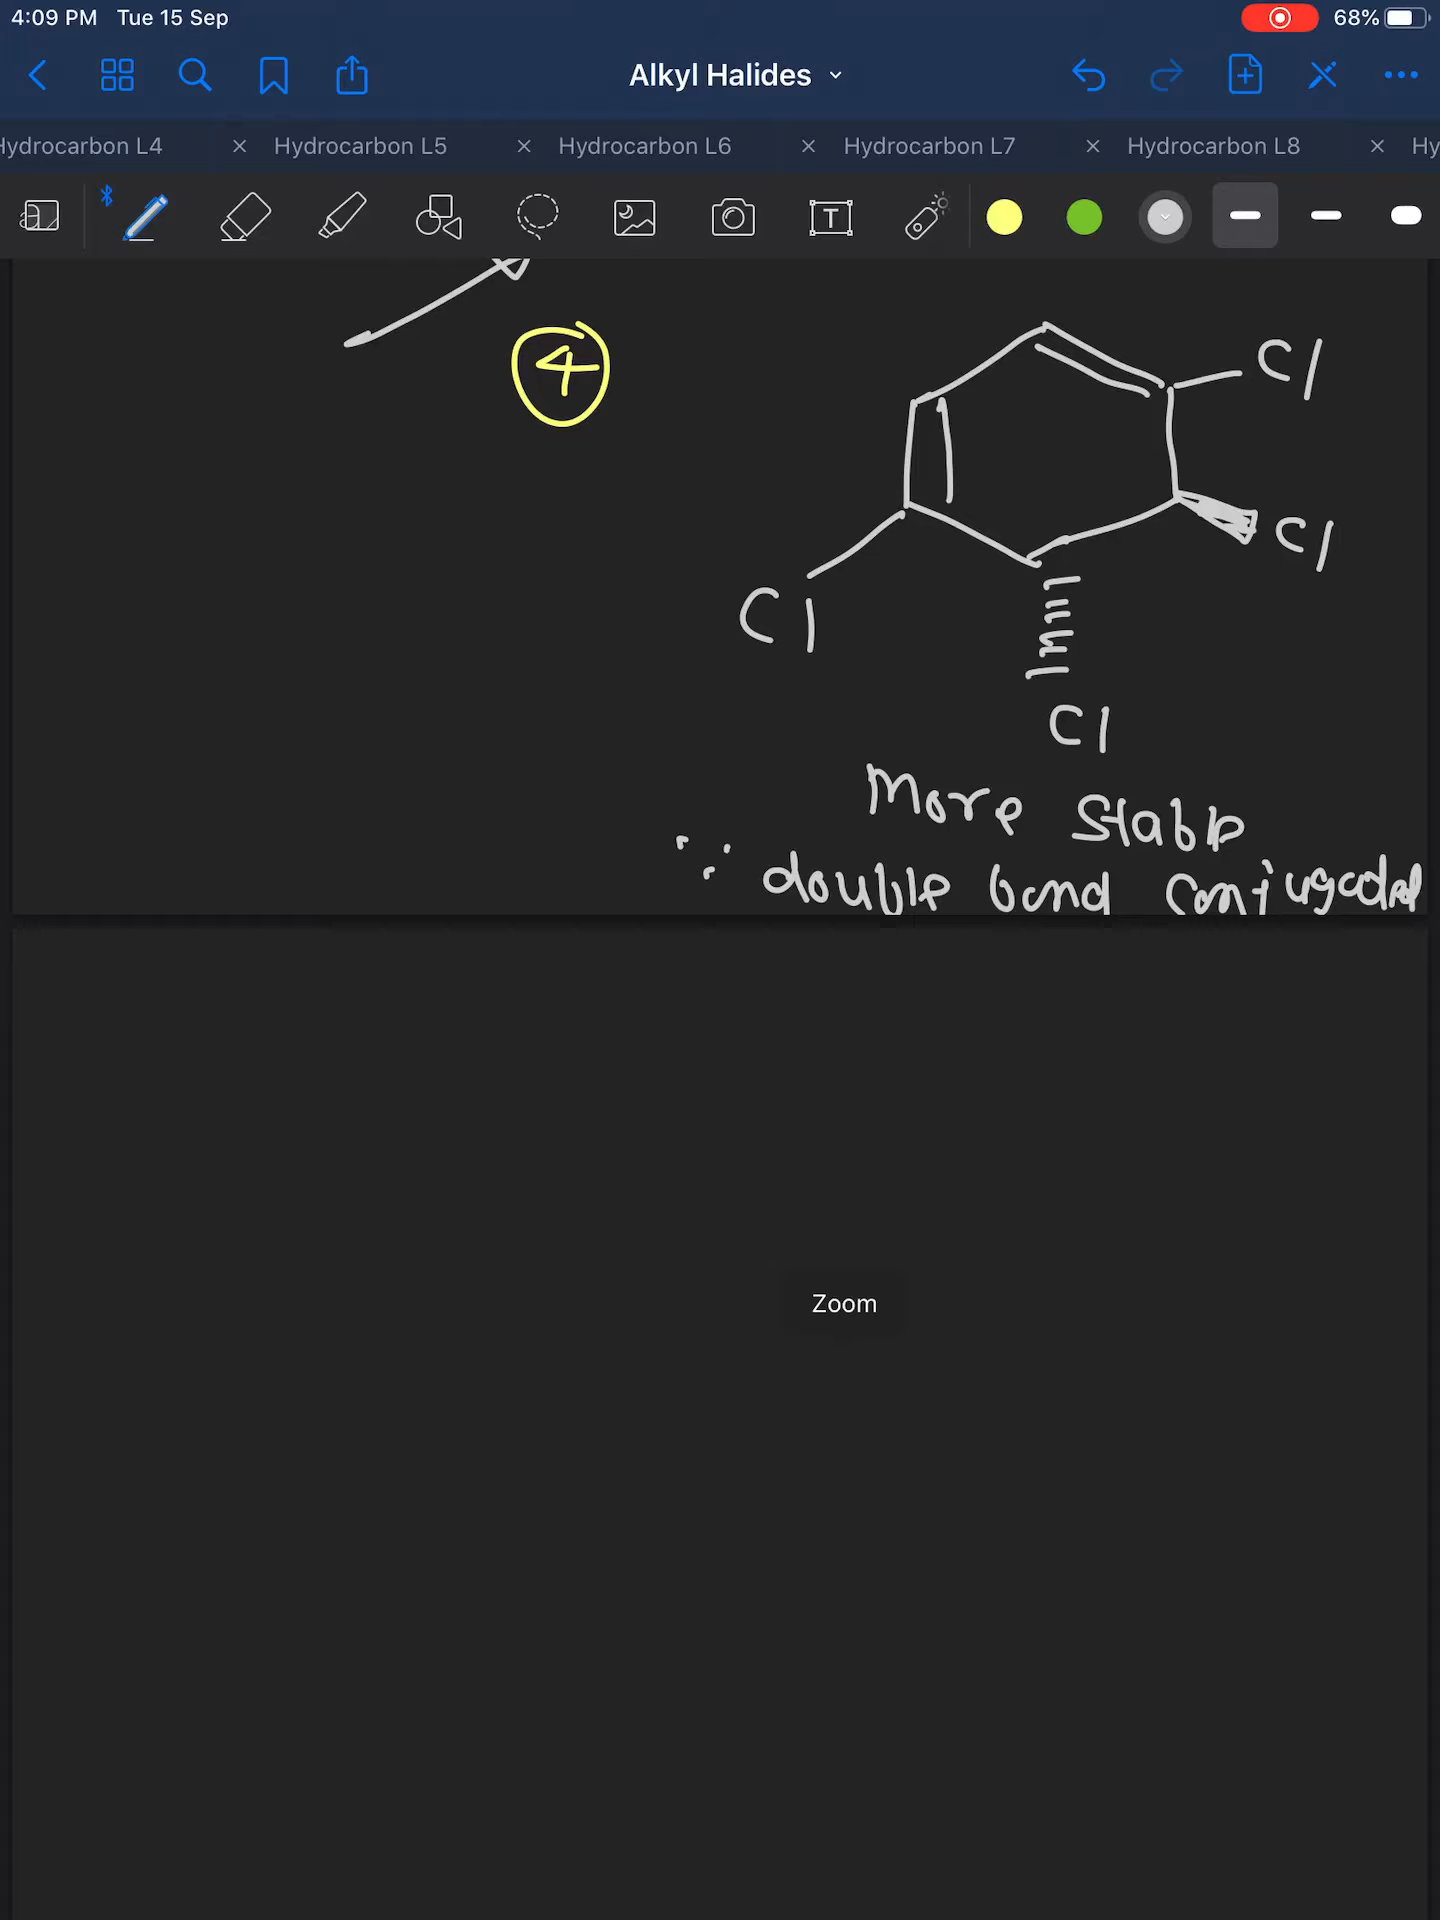 4:09 PM Tue 15 Sep 68%
Alkyl Halides
Hydrocarbon L4 Hydrocarbon L5 Hydrocarbon L6 Hydrocarbon L7 Hydrocarbon L8 Hy
T
4
Cl
Cl
Cl
Cl
More Stable
∵ double bond conjugated
Zoom